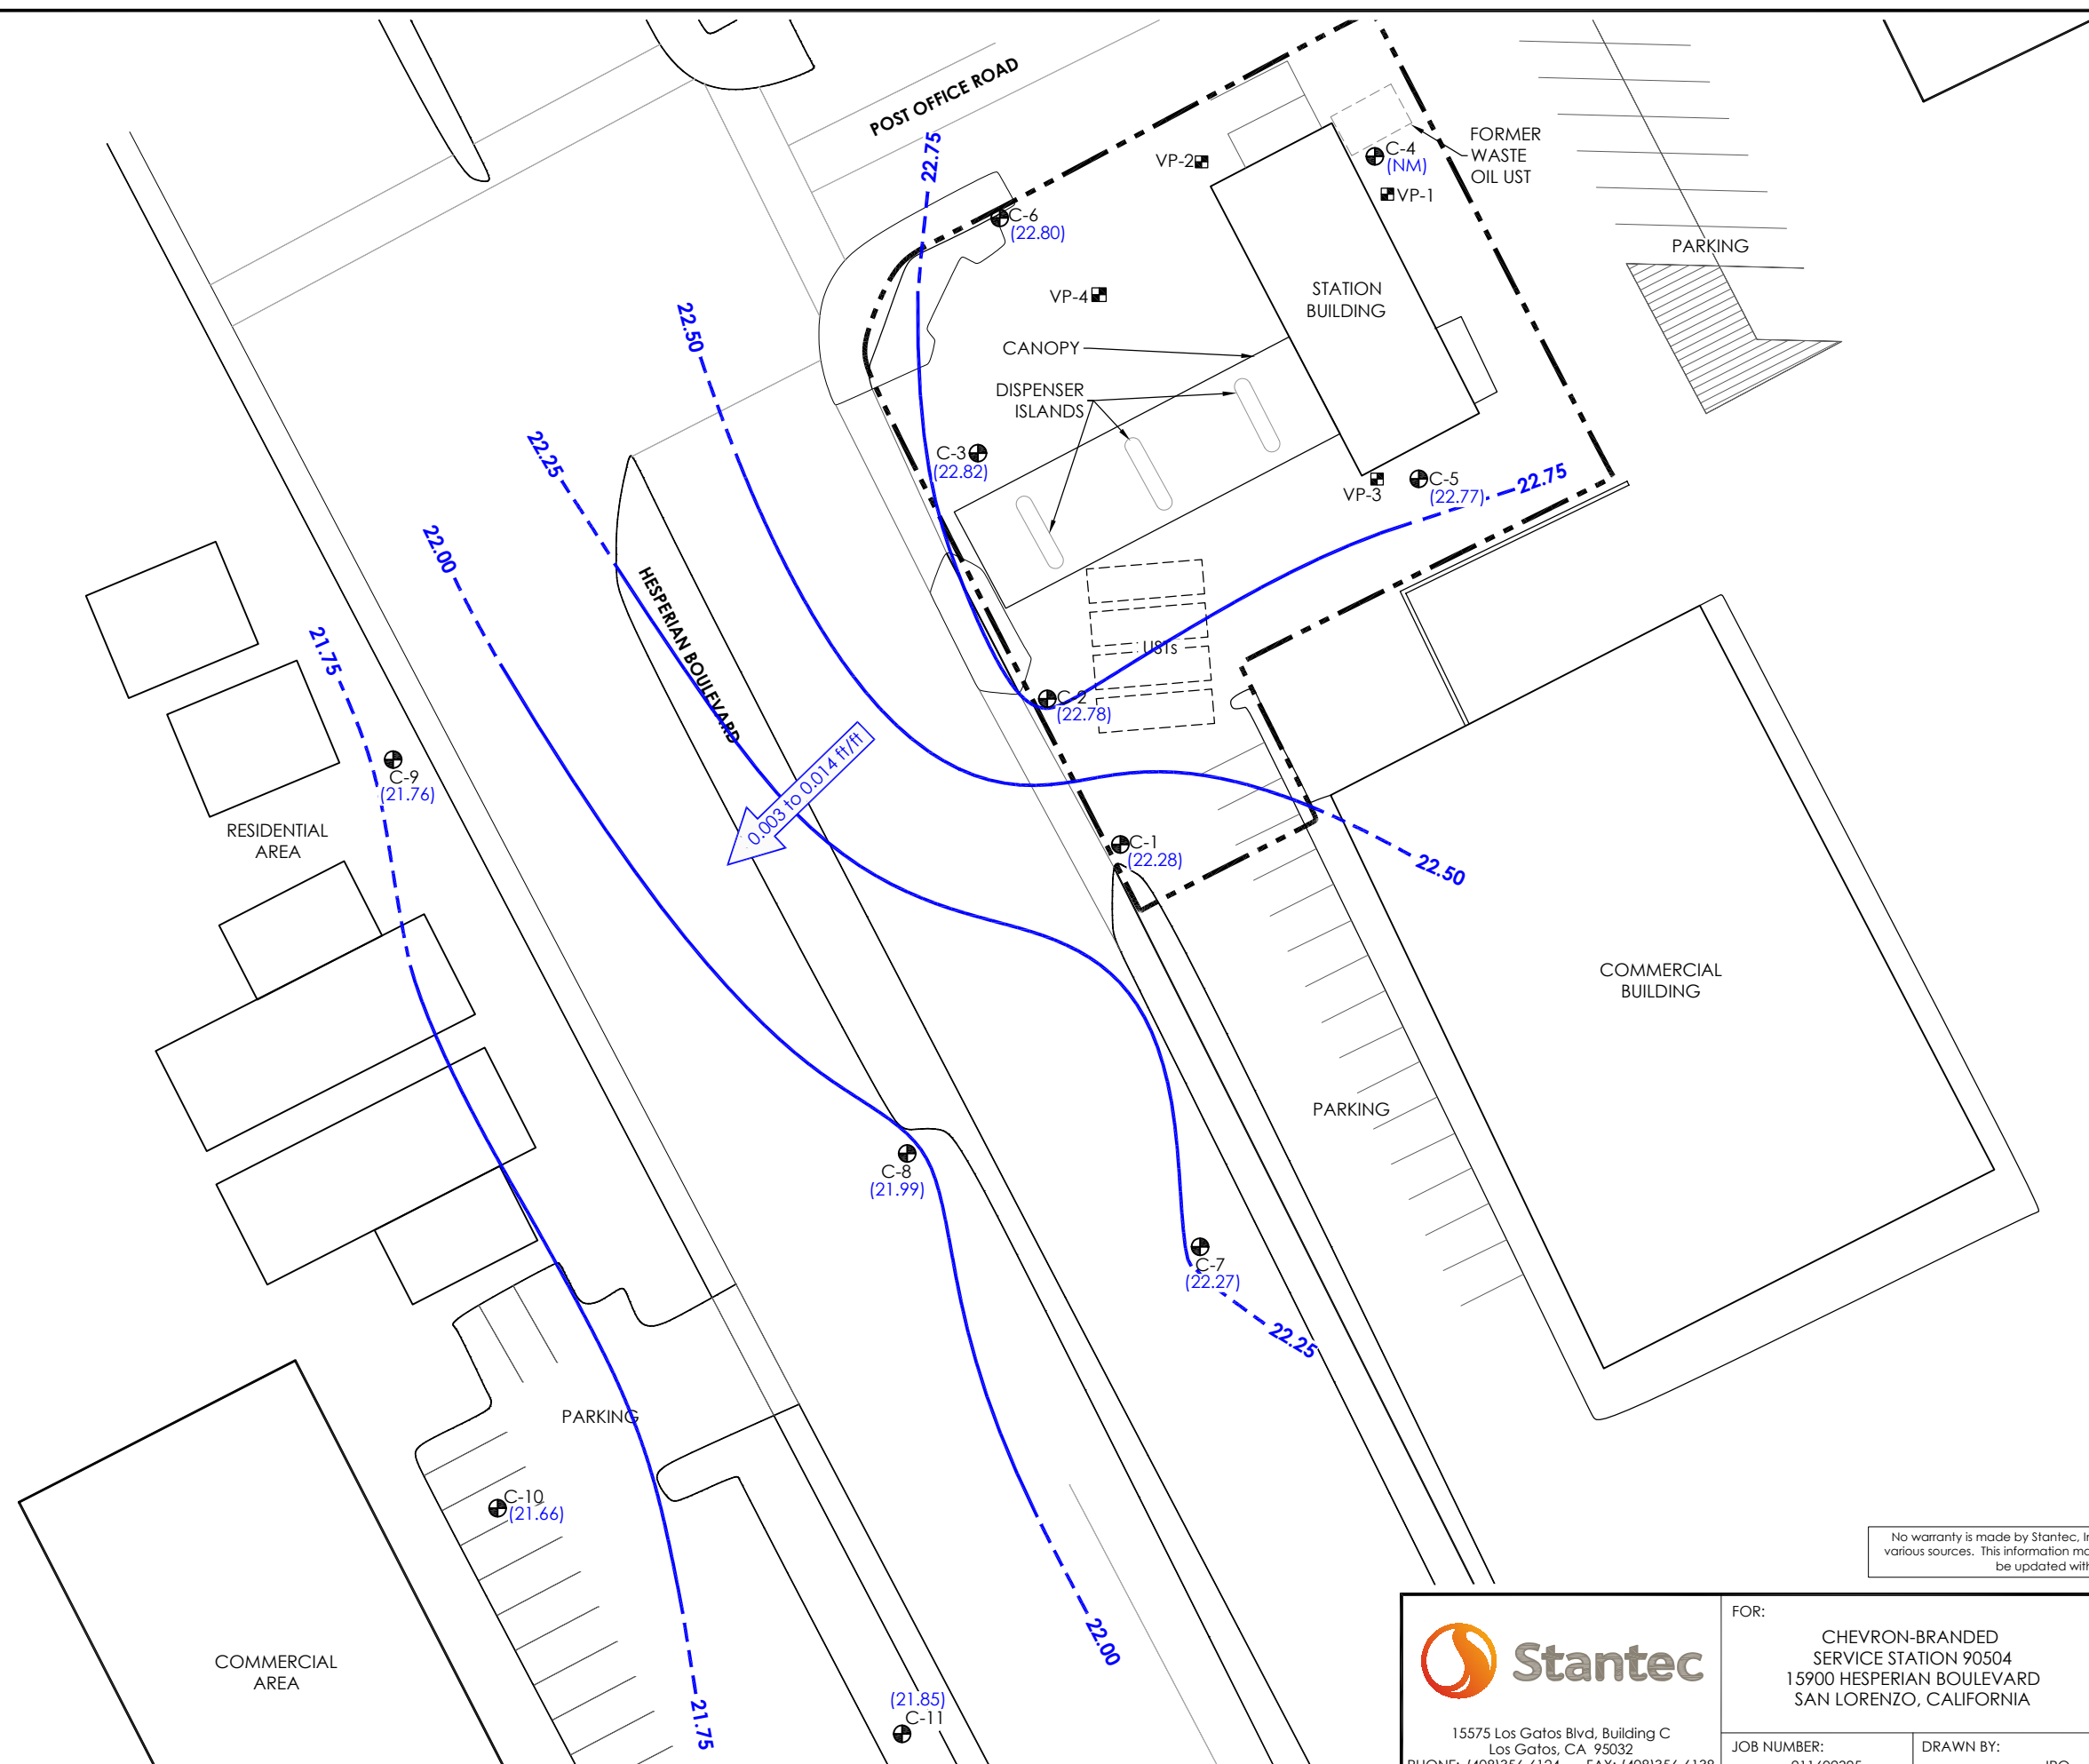 POST OFFICE ROAD
22.75
FORMER
WASTE
OIL UST
C-4
(NM)
VP-2
VP-1
C-6
(22.80)
PARKING
VP-4
STATION
BUILDING
22.50
CANOPY
DISPENSER
ISLANDS
22.25
C-3
(22.82)
C-5
(22.77)
22.75
VP-3
22.00
HESPERIAN BOULEVARD
21.75
USTs
C-2
(22.78)
C-9
(21.76)
0.003 to 0.014 ft/ft
RESIDENTIAL
AREA
C-1
(22.28)
22.50
COMMERCIAL
BUILDING
PARKING
C-8
(21.99)
C-7
(22.27)
22.25
PARKING
C-10
(21.66)
22.00
COMMERCIAL
AREA
21.75
(21.85)
C-11
No warranty is made by Stantec, In
various sources. This information ma
be updated with
Stantec
15575 Los Gatos Blvd, Building C
Los Gatos, CA 95032
FOR:
CHEVRON-BRANDED
SERVICE STATION 90504
15900 HESPERIAN BOULEVARD
SAN LORENZO, CALIFORNIA
JOB NUMBER:
DRAWN BY: